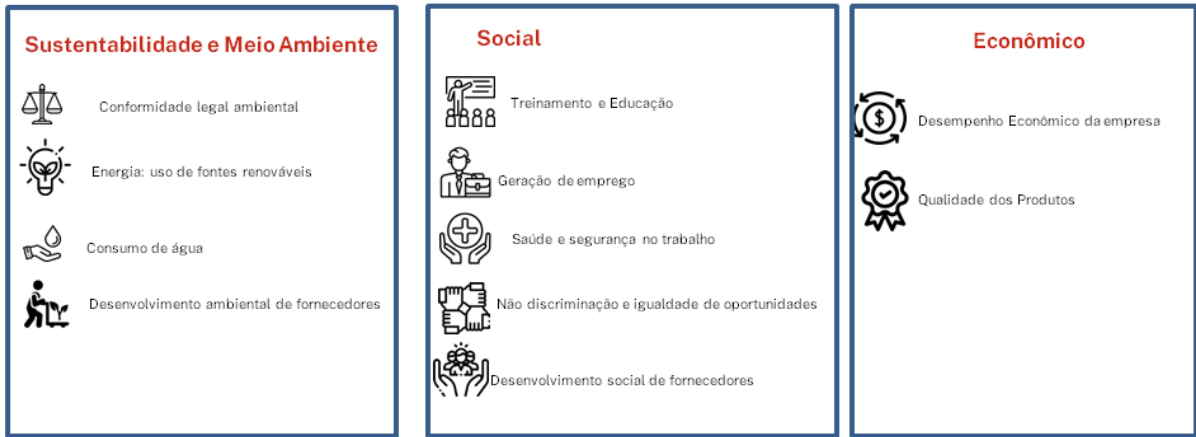 Sustentabilidade e Meio Ambiente
Conformidade legal ambiental
Energia: uso de fontes renováveis
Consumo de água
Desenvolvimento ambiental de fornecedores
Social
Treinamento e Educação
Geração de emprego
Saúde e segurança no trabalho
Não discriminação e igualdade de oportunidades
Desenvolvimento social de fornecedores
Econômico
$
Desempenho Econômico da empresa
Qualidade dos Produtos